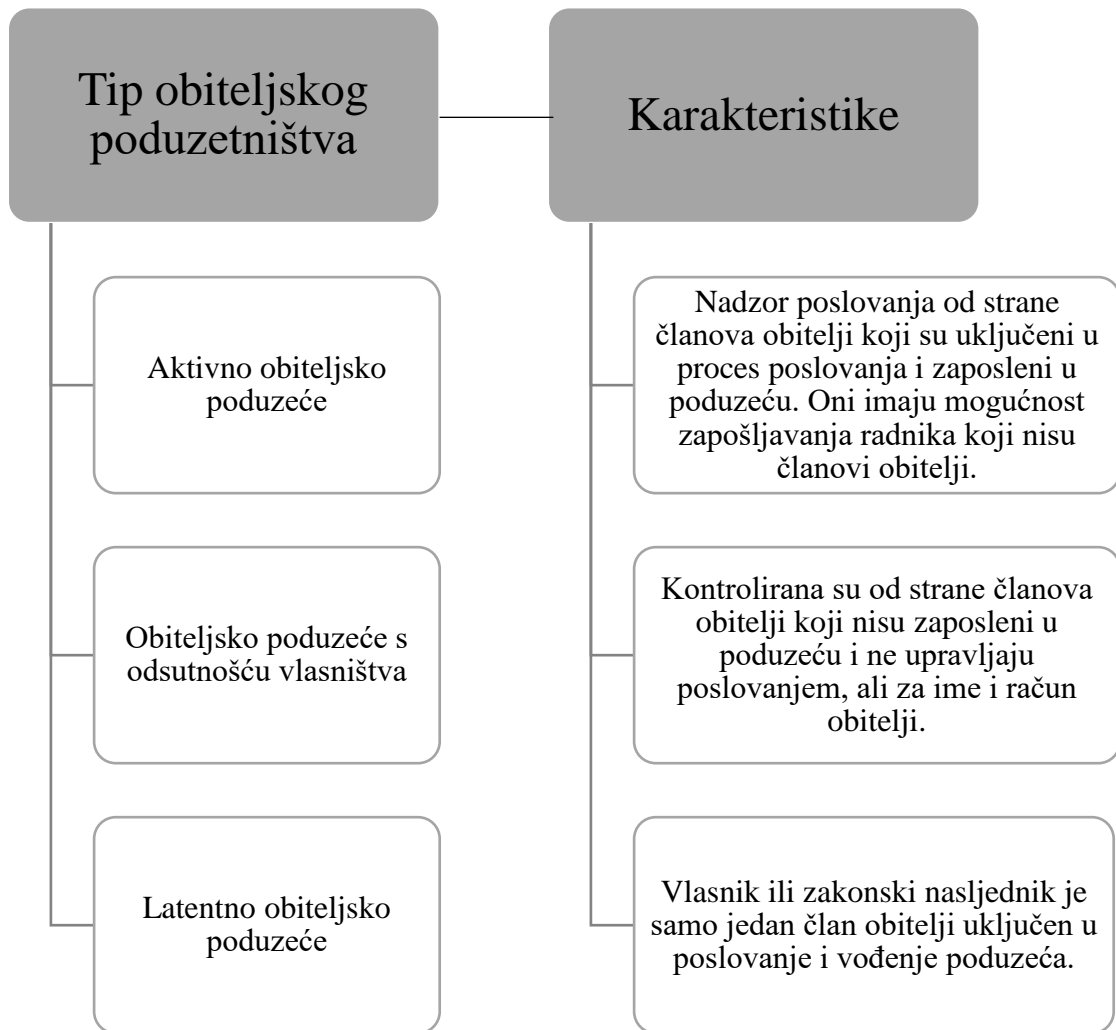 Tip obiteljskog
poduzetništva
Karakteristike
Aktivno obiteljsko
poduzeće
Nadzor poslovanja od strane
članova obitelji koji su uključeni u
proces poslovanja i zaposleni u
poduzeću. Oni imaju mogućnost
zapošljavanja radnika koji nisu
članovi obitelji.
Obiteljsko poduzeće s
odsutnošću vlasništva
Kontrolirana su od strane članova
obitelji koji nisu zaposleni u
poduzeću i ne upravljaju
poslovanjem, ali za ime i račun
obitelji.
Latentno obiteljsko
poduzeće
Vlasnik ili zakonski nasljednik je
samo jedan član obitelji uključen u
poslovanje i vođenje poduzeća.